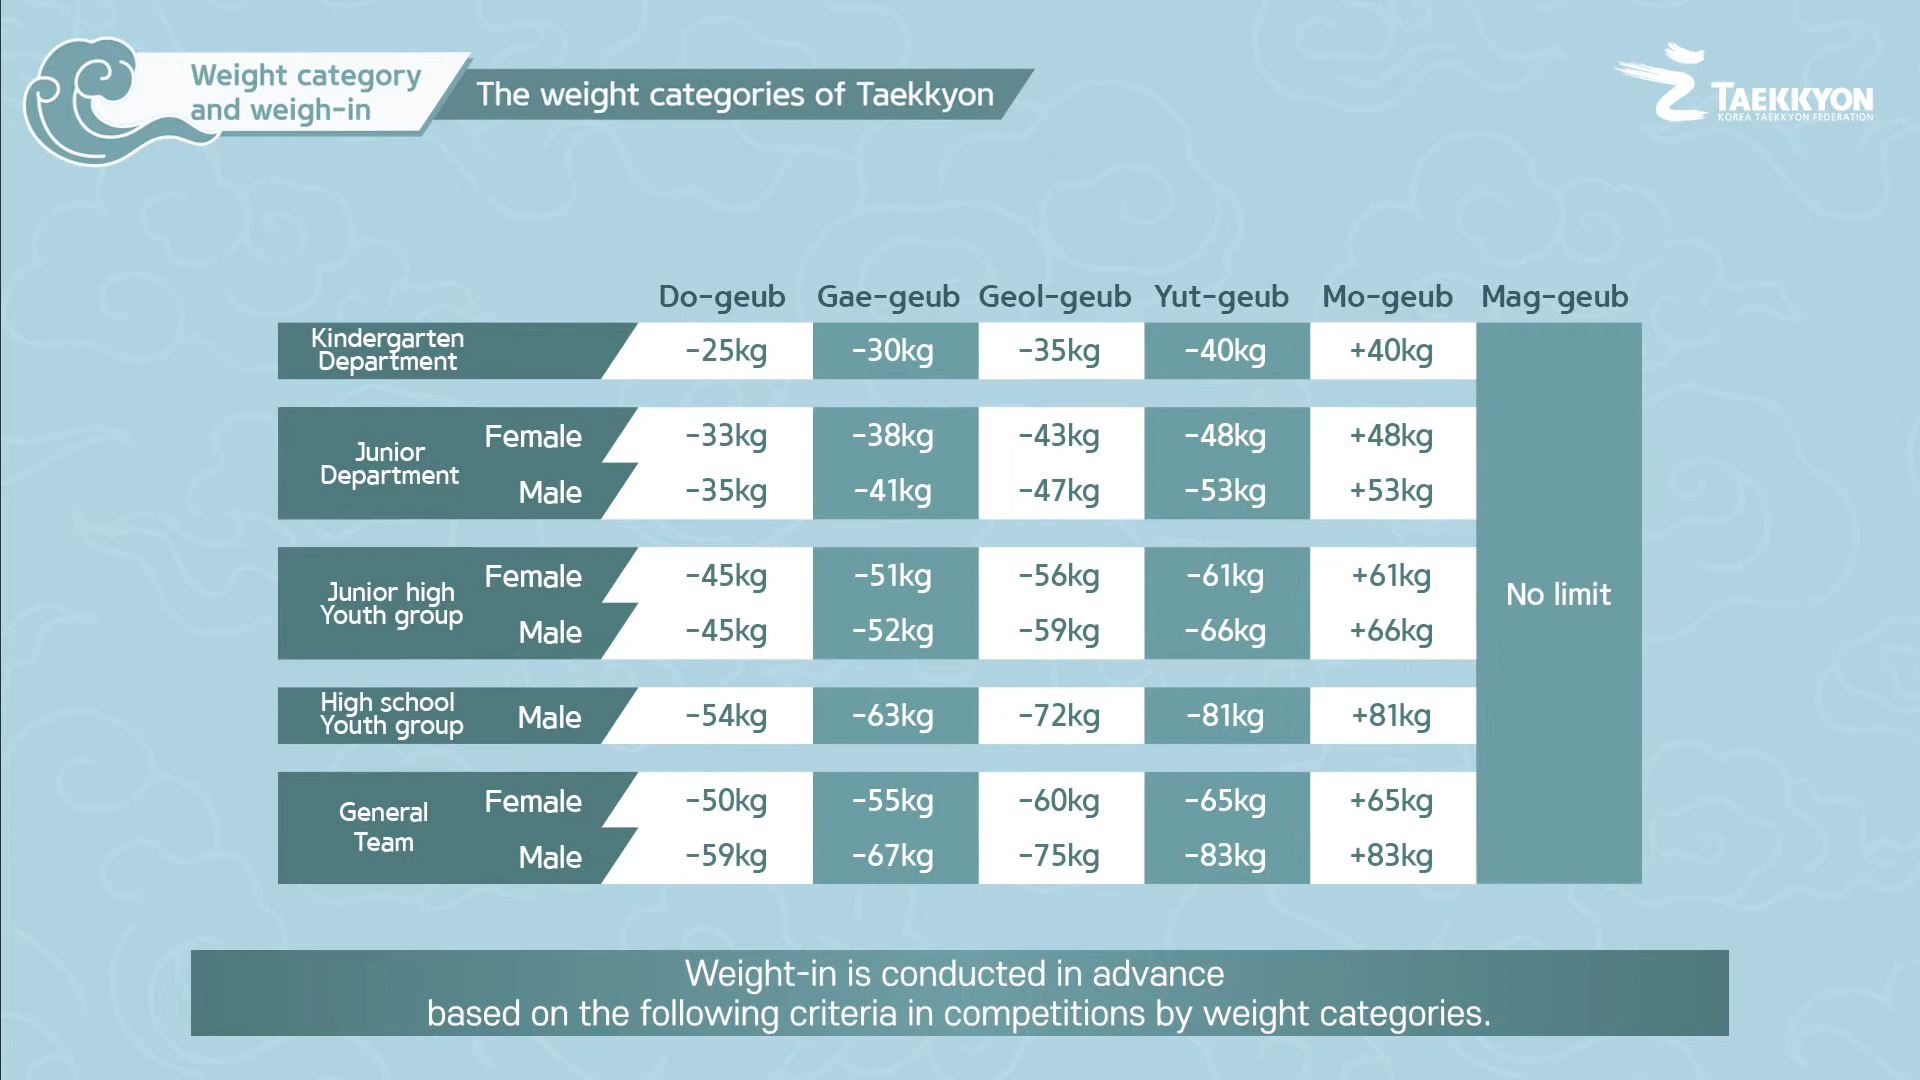 Weight category
and weigh-in
The weight categories of Taekkyon
TAEKKYON
KOREA TAEKKYON FEDERATION
Do-geub Gae-geub Geol-geub Yut-geub Mo-geub Mag-geub
Kindergarten
Department
-25kg -30kg -35kg -40kg +40kg
Junior
Department
Female -33kg -38kg -43kg -48kg +48kg
Male -35kg -41kg -47kg -53kg +53kg
Junior high
Youth group
Female -45kg -51kg -56kg -61kg +61kg
Male -45kg -52kg -59kg -66kg +66kg
No limit
High school
Youth group
Male -54kg -63kg -72kg -81kg +81kg
General
Team
Female -50kg -55kg -60kg -65kg +65kg
Male -59kg -67kg -75kg -83kg +83kg
Weight-in is conducted in advance
based on the following criteria in competitions by weight categories.